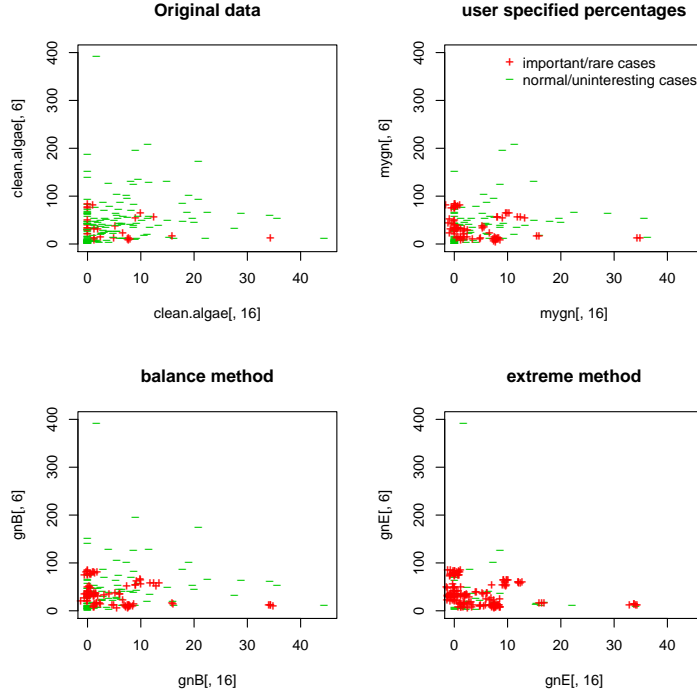 Original data
clean.algae[, 6]
400
300
200
100
0
0 10 20 30 40
clean.algae[, 16]
user specified percentages
mygn[, 6]
400
300
200
100
0
important/rare cases
normal/uninteresting cases
0 10 20 30 40
mygn[, 16]
balance method
gnB[, 6]
400
300
200
100
0
0 10 20 30 40
gnB[, 16]
extreme method
gnE[, 6]
400
300
200
100
0
0 10 20 30 40
gnE[, 16]